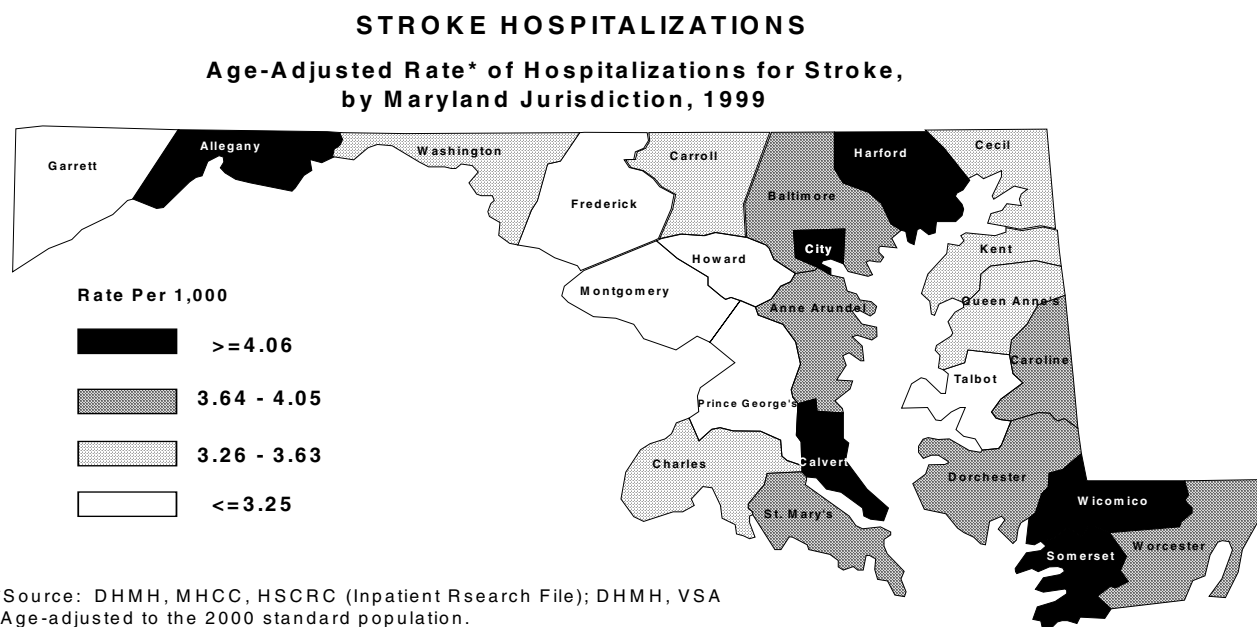 STROKE HOSPITALIZATIONS
Age-Adjusted Rate* of Hospitalizations for Stroke,
by Maryland Jurisdiction, 1999
Garrett
Allegany
Washington
Frederick
Carroll
Baltimore
Harford
Cecil
City
Howard
Montgomery
Kent
Queen Anne's
Anne Arundel
Caroline
Talbot
Prince George's
Charles
Calvert
St. Mary's
Dorchester
Wicomico
Somerset
Worcester
Rate Per 1,000
>=4.06
3.64 - 4.05
3.26 - 3.63
<=3.25
Source: DHMH, MHCC, HSCRC (Inpatient Rsearch File); DHMH, VSA
Age-adjusted to the 2000 standard population.